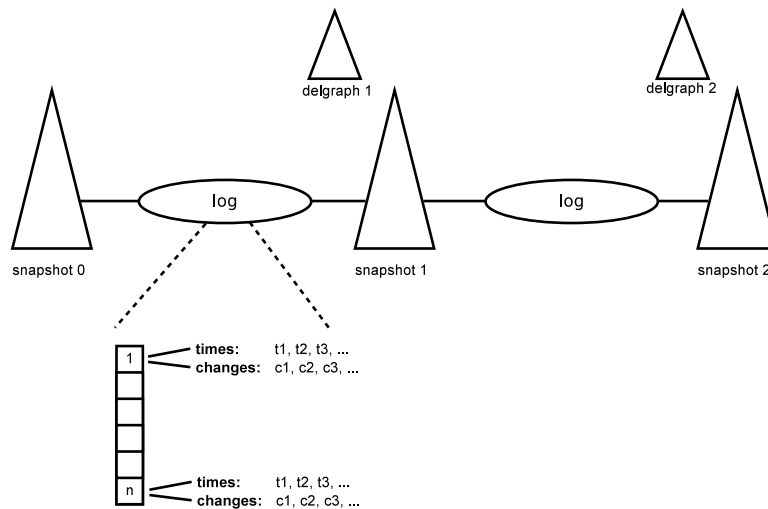 delgraph 1
delgraph 2
log
log
snapshot 0
snapshot 1
snapshot 2
1
times: t1, t2, t3, ...
changes: c1, c2, c3, ...
n
times: t1, t2, t3, ...
changes: c1, c2, c3, ...